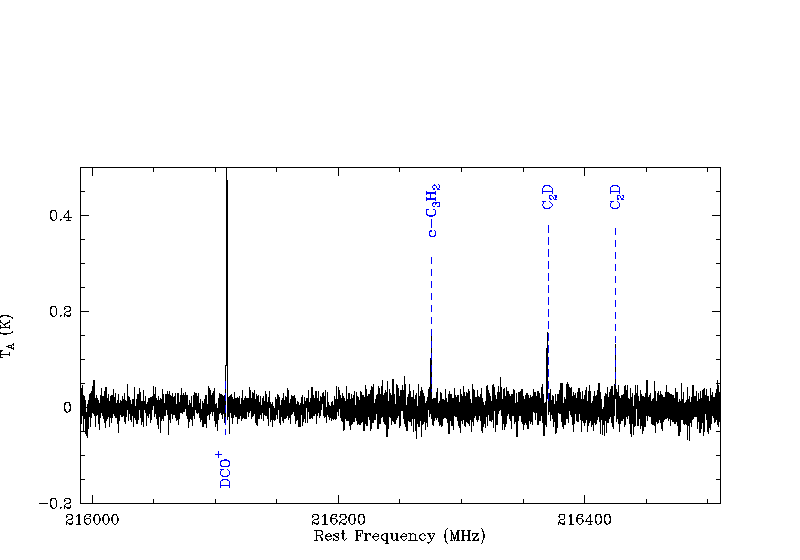 c-C₃H₂
C₂D
C₂D
0.4
0.2
0
-0.2
T_A (K)
DCO⁺
216000
216200
216400
Rest Frequency (MHz)